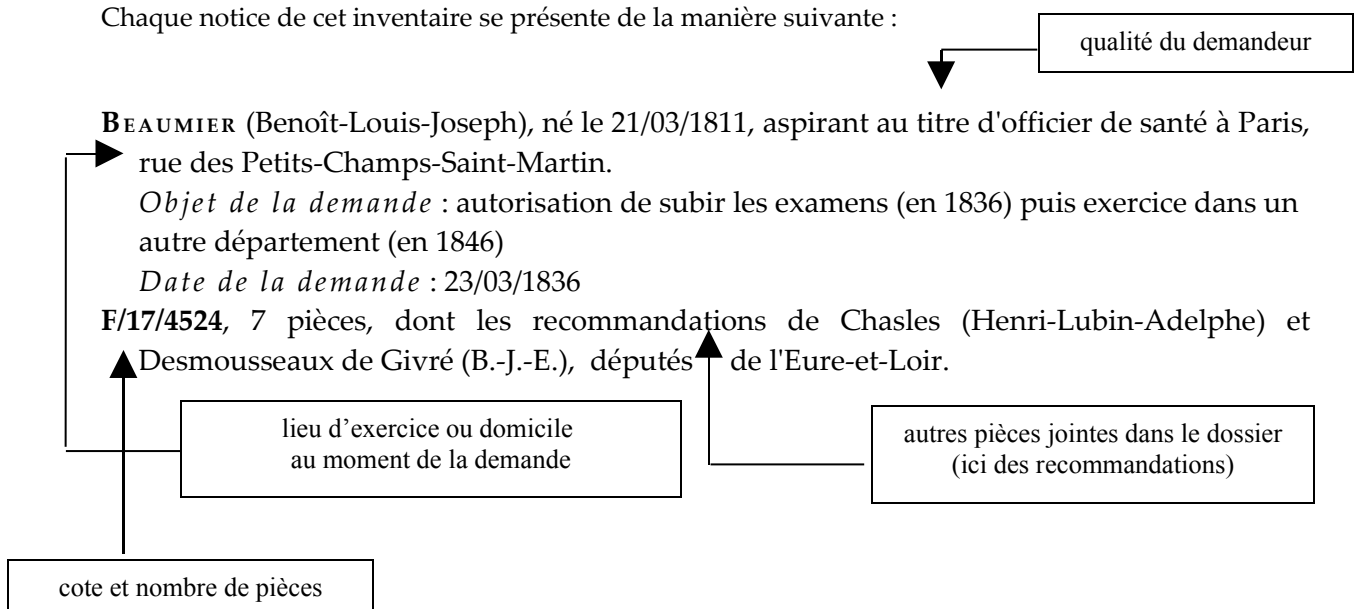 Chaque notice de cet inventaire se présente de la manière suivante :
qualité du demandeur
BEAUMIER (Benoît-Louis-Joseph), né le 21/03/1811, aspirant au titre d'officier de santé à Paris,
rue des Petits-Champs-Saint-Martin.
Objet de la demande : autorisation de subir les examens (en 1836) puis exercice dans un
autre département (en 1846)
Date de la demande : 23/03/1836
F/17/4524, 7 pièces, dont les recommandations de Chasles (Henri-Lubin-Adelphe) et
Desmousseaux de Givré (B.-J.-E.), députés de l'Eure-et-Loir.
lieu d’exercice ou domicile
au moment de la demande
autres pièces jointes dans le dossier
(ici des recommandations)
cote et nombre de pièces